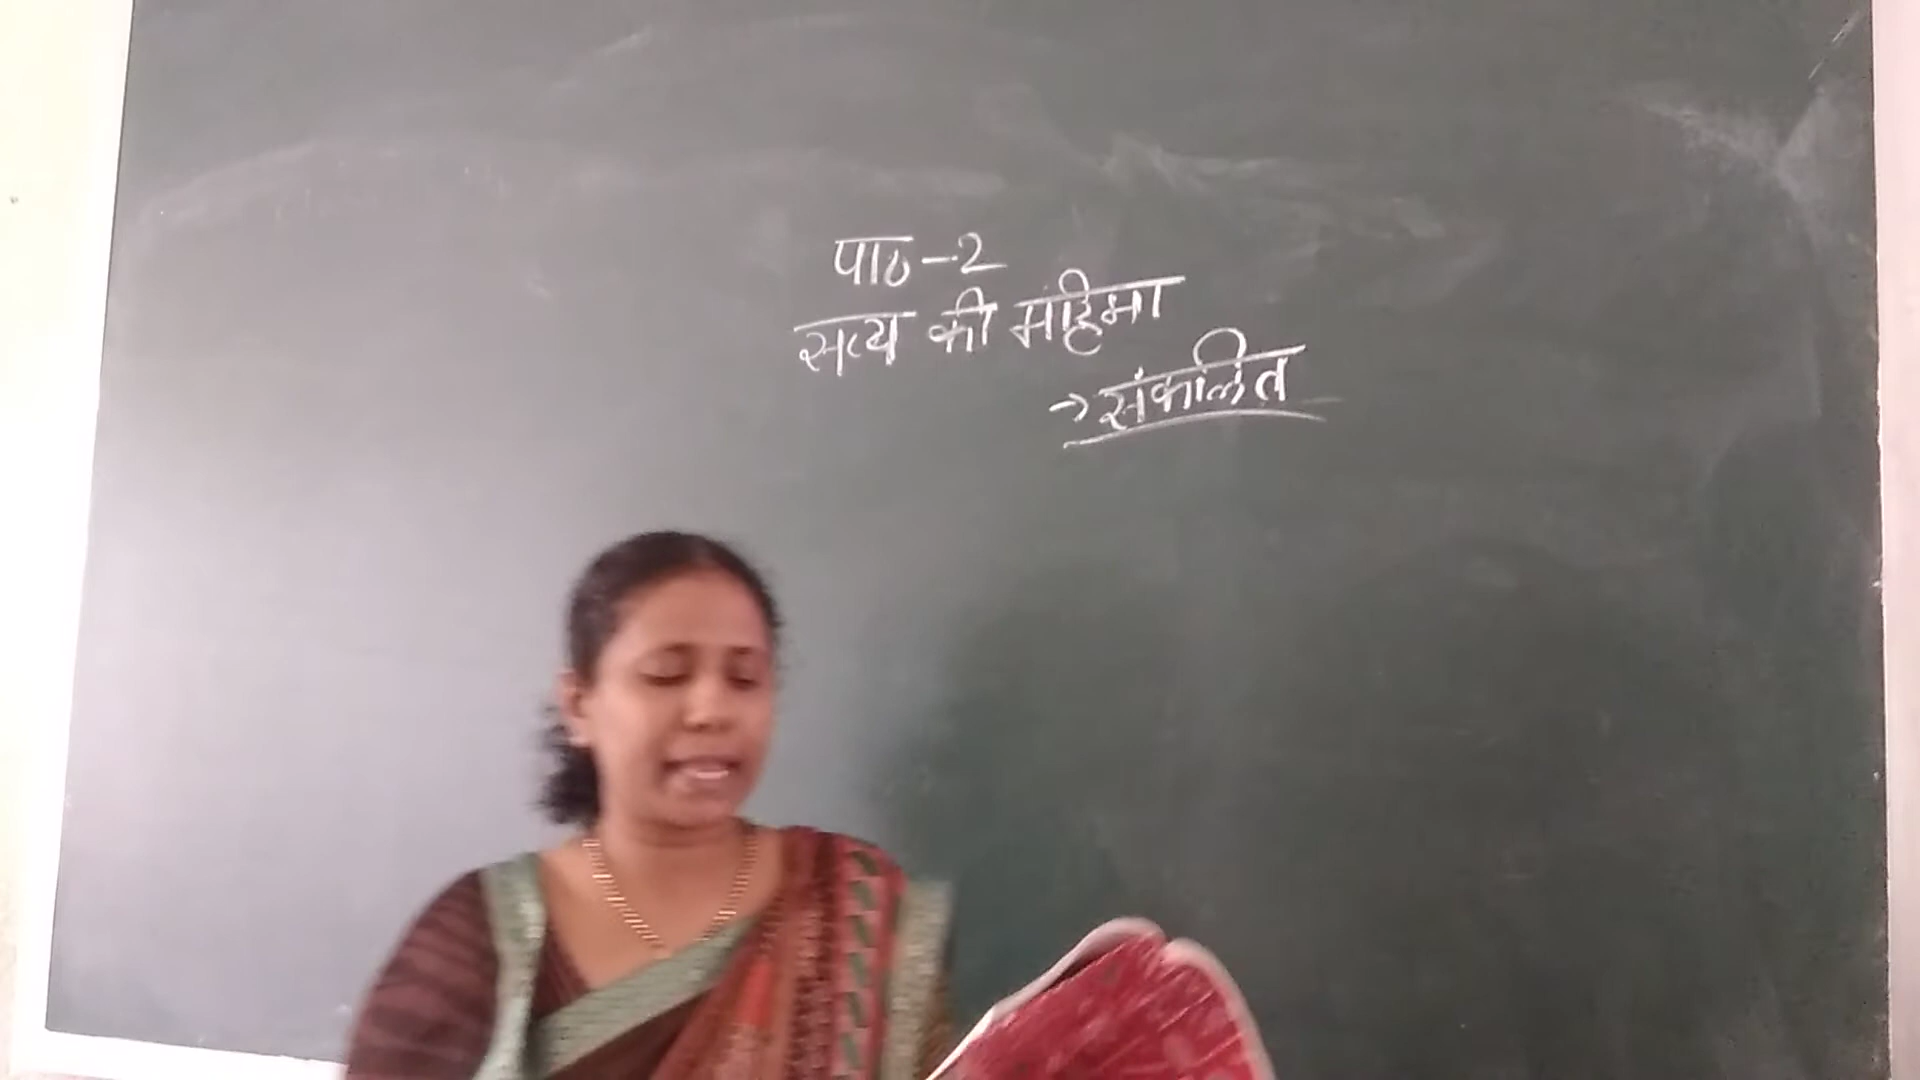 पाठ-2
सत्य की महिमा
→ संकलित